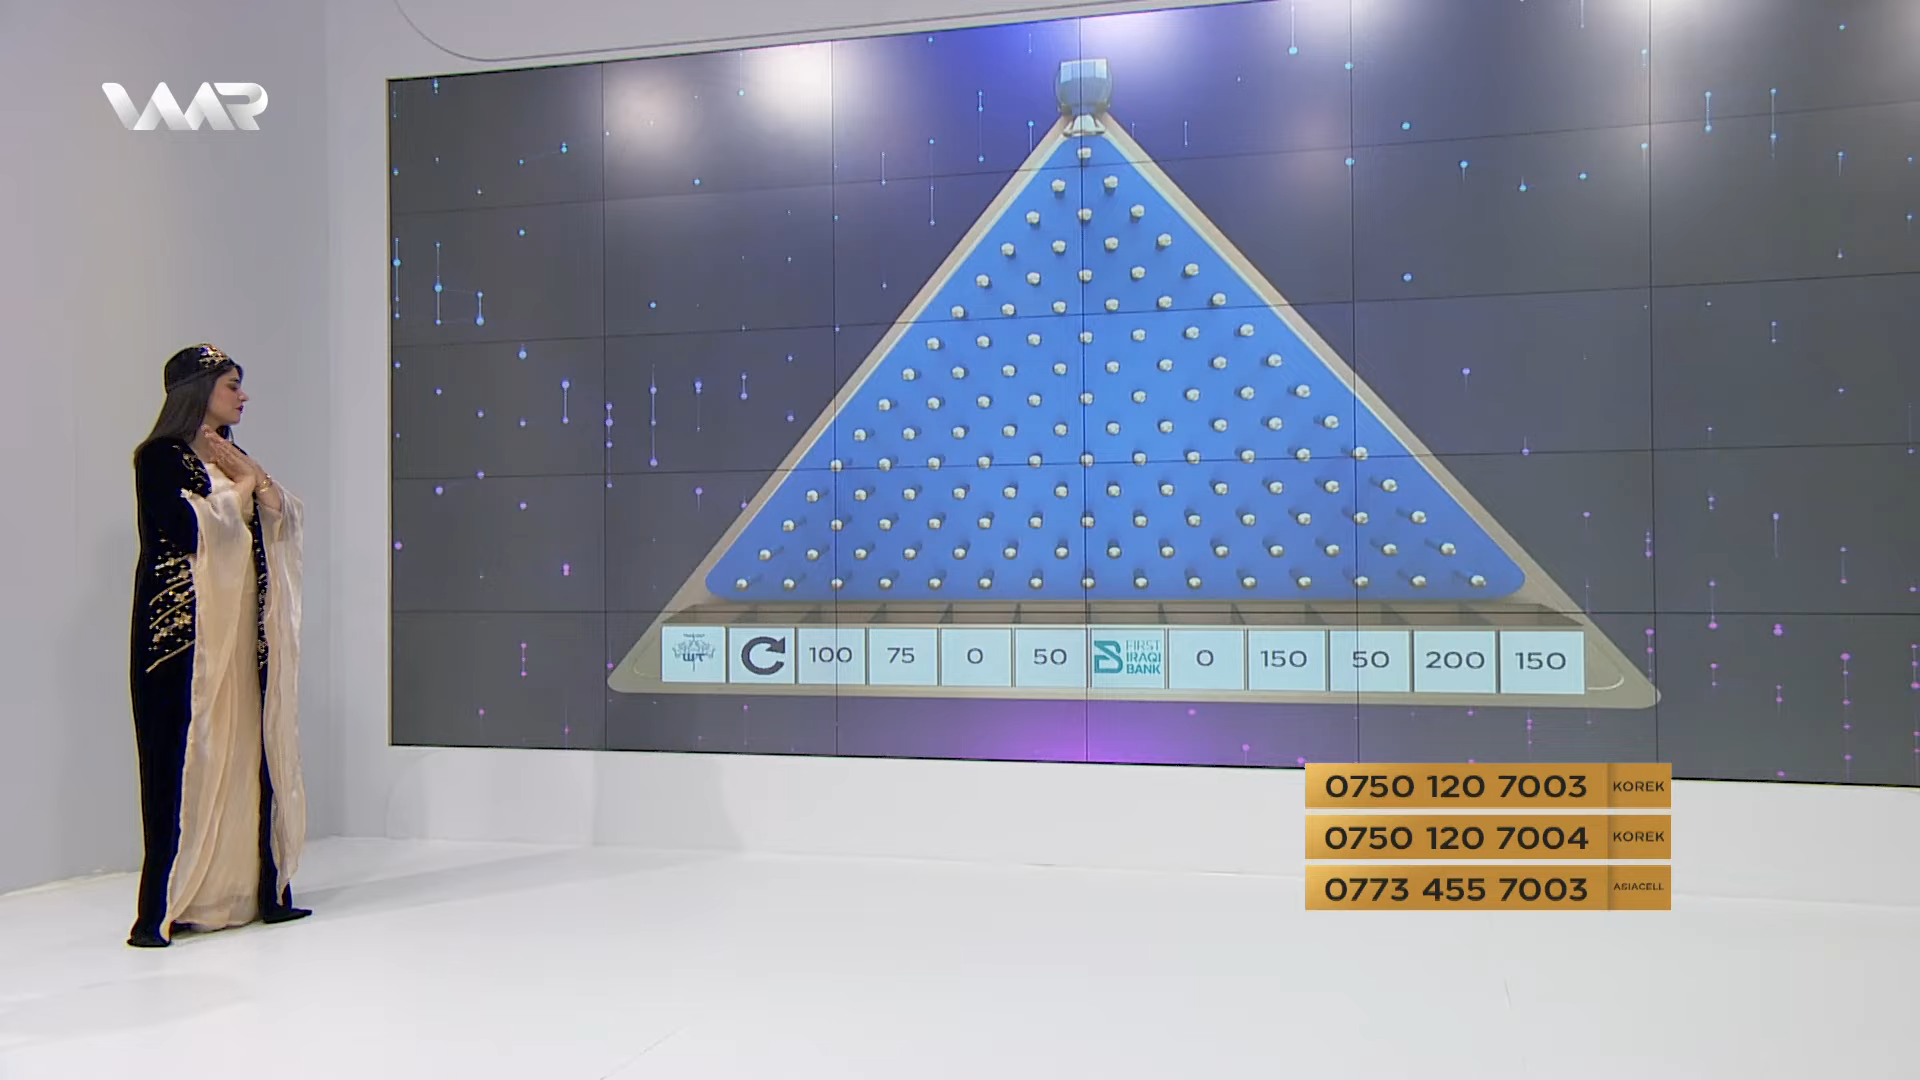 WAAR
100 75 0 50 FIRST IRAQI BANK 0 150 50 200 150
0750 120 7003 KOREK
0750 120 7004 KOREK
0773 455 7003 ASIACELL